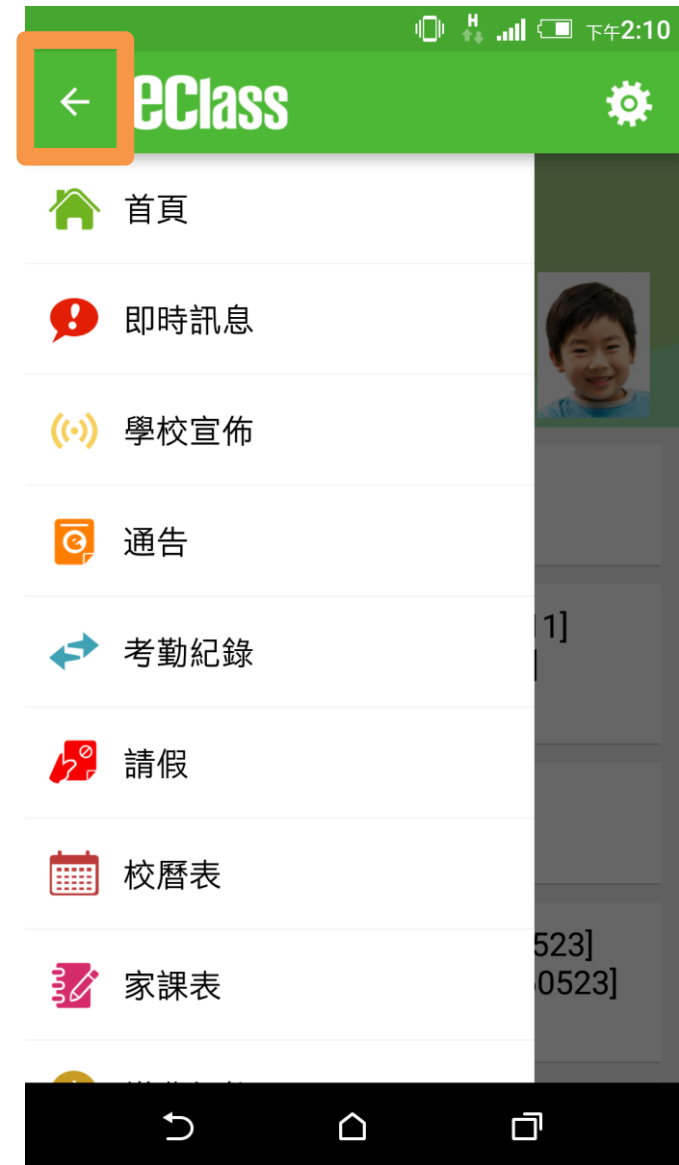 H
下午2:10
eClass
首頁
即時訊息
學校宣佈
通告
考勤紀錄
1]
]
請假
校曆表
523]
0523]
家課表